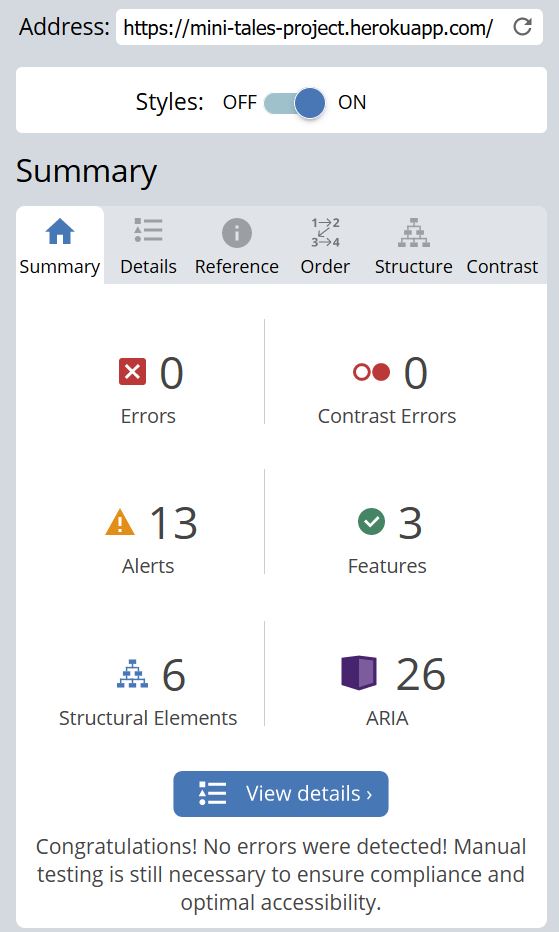 Address: https://mini-tales-project.herokuapp.com/
Styles: OFF ON
Summary
Summary Details Reference Order Structure Contrast
1→2
3→4
0 0
Errors Contrast Errors
13 3
Alerts Features
6 26
Structural Elements ARIA
View details ›
Congratulations! No errors were detected! Manual
testing is still necessary to ensure compliance and
optimal accessibility.